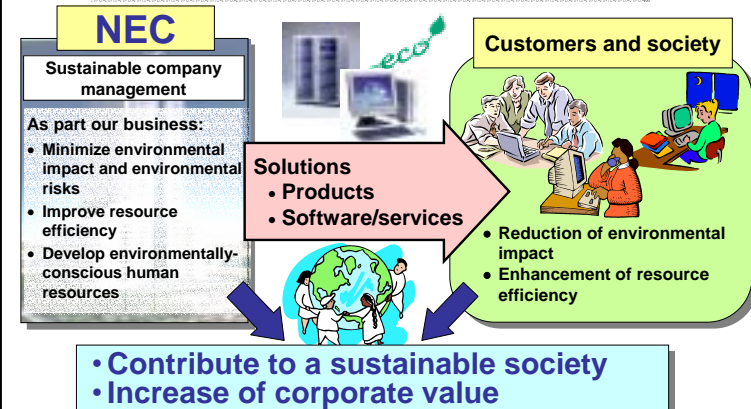 NEC
Sustainable company
management
As part our business:
• Minimize environmental
impact and environmental
risks
• Improve resource
efficiency
• Develop environmentally-
conscious human
resources
eco
Solutions
• Products
• Software/services
Customers and society
• Reduction of environmental
impact
• Enhancement of resource
efficiency
• Contribute to a sustainable society
• Increase of corporate value